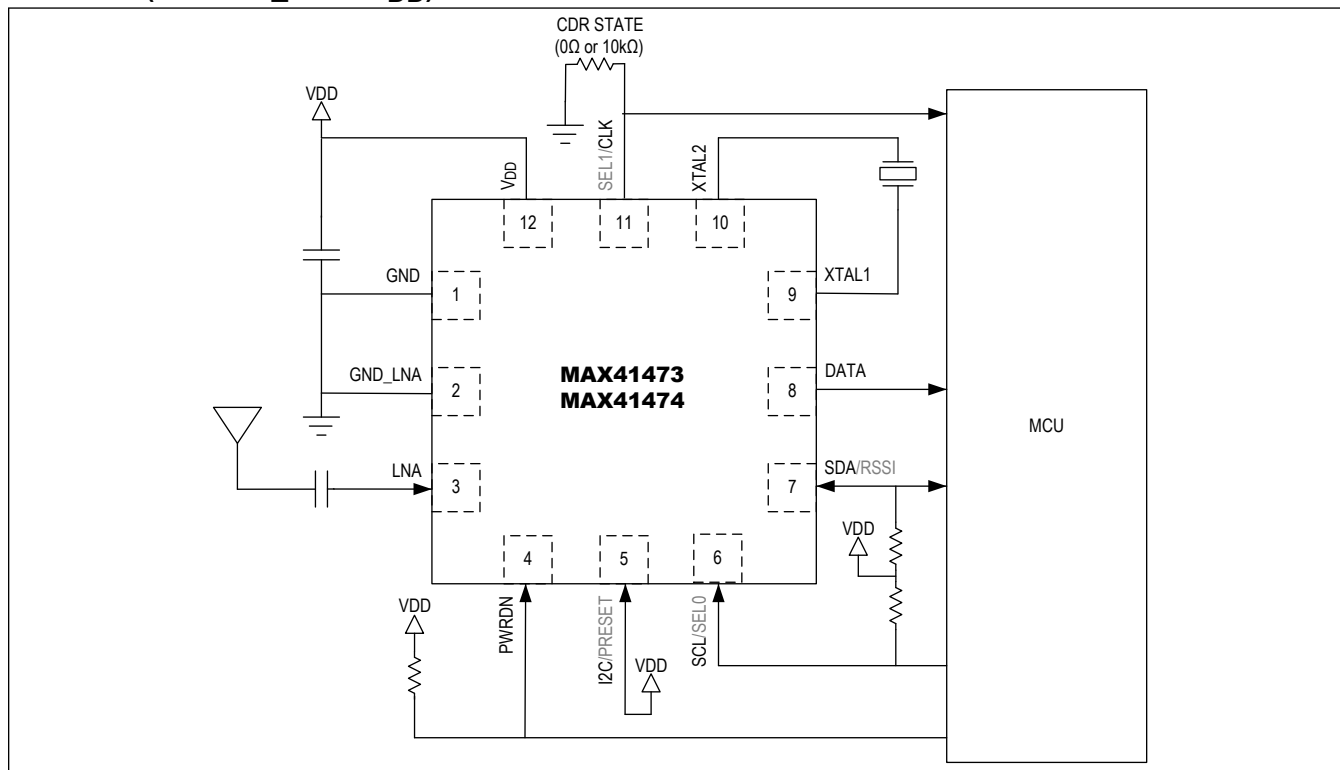 CDR STATE
(0Ω or 10kΩ)
VDD
VDD
SEL1/CLK
XTAL2
12
11
10
GND
1
9
XTAL1
GND_LNA
2
MAX41473
MAX41474
8
DATA
MCU
LNA
3
7
SDA/RSSI
VDD
4
5
6
VDD
PWRDN
I2C/PRESET
VDD
SCL/SEL0